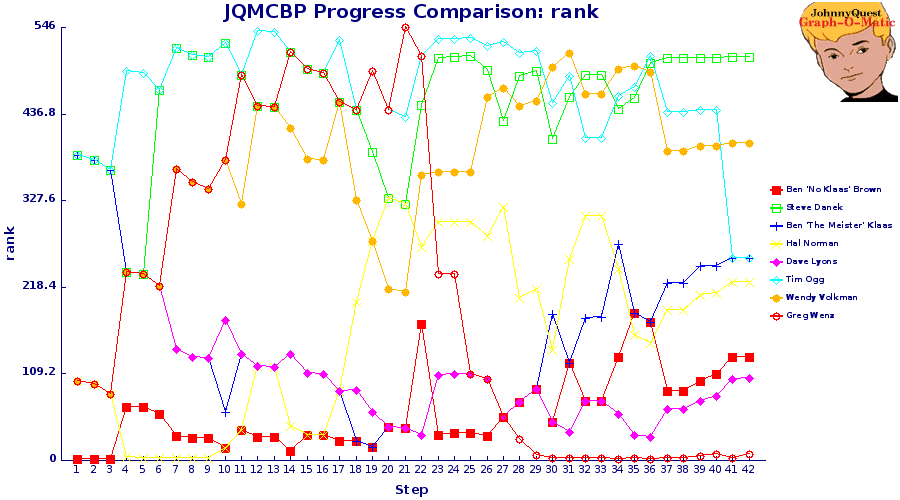 JQMCBP Progress Comparison: rank
JohnnyQuest
Graph-O-Matic
546
436.8
327.6
218.4
109.2
0
rank
1 2 3 4 5 6 7 8 9 10 11 12 13 14 15 16 17 18 19 20 21 22 23 24 25 26 27 28 29 30 31 32 33 34 35 36 37 38 39 40 41 42
Step
Ben 'No Klaas' Brown
Steve Danek
Ben 'The Meister' Klaas
Hal Norman
Dave Lyons
Tim Ogg
Wendy Volkman
Greg Wenz